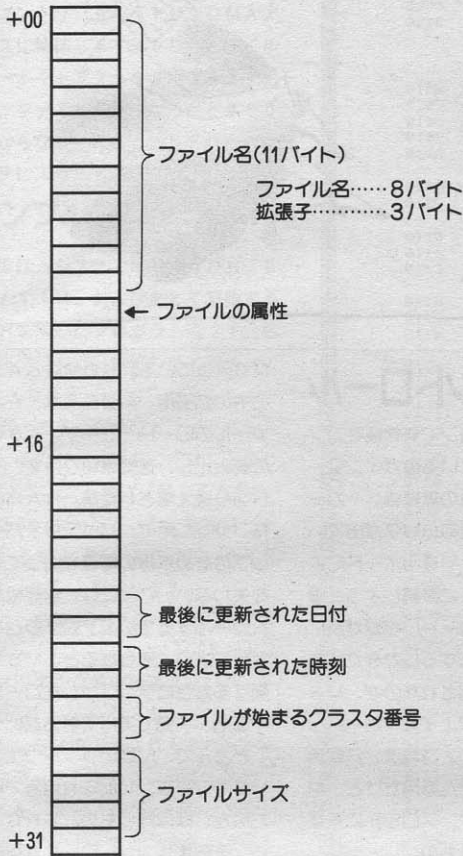 +00
ファイル名(11バイト)
ファイル名……8バイト
拡張子…………3バイト
ファイルの属性
+16
最後に更新された日付
最後に更新された時刻
ファイルが始まるクラスタ番号
ファイルサイズ
+31